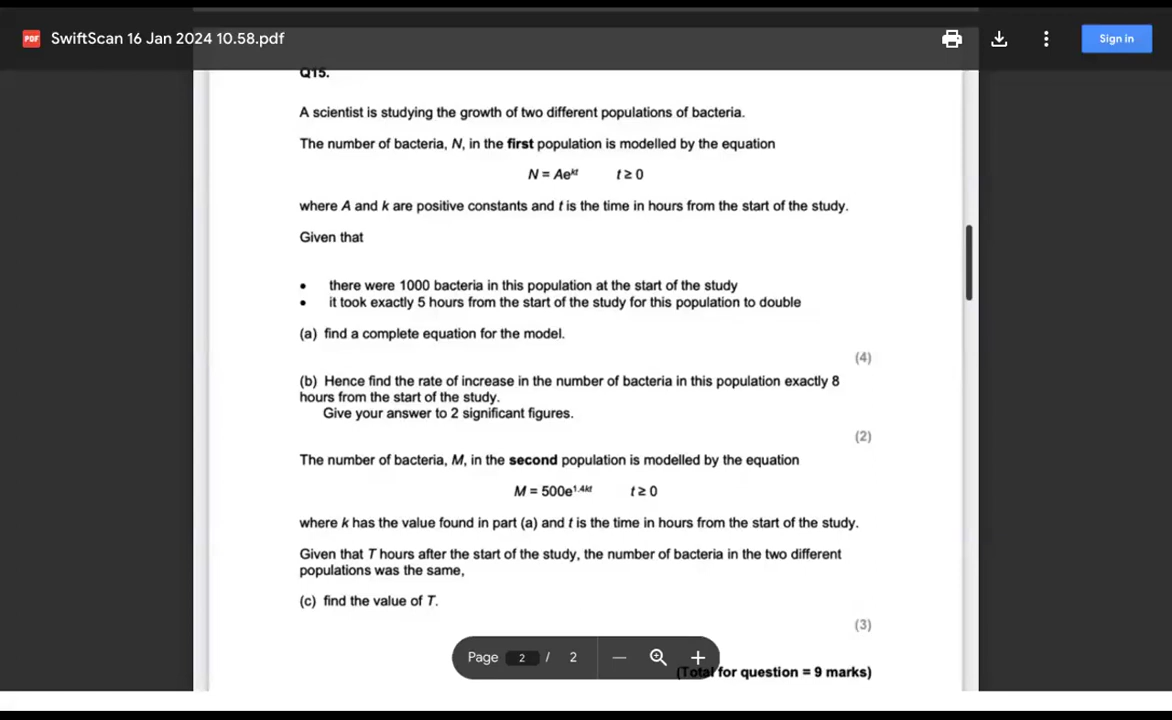 SwiftScan 16 Jan 2024 10.58.pdf
Sign in
Q15.
A scientist is studying the growth of two different populations of bacteria.
The number of bacteria, N, in the first population is modelled by the equation
N = Ae^kt t ≥ 0
where A and k are positive constants and t is the time in hours from the start of the study.
Given that
• there were 1000 bacteria in this population at the start of the study
• it took exactly 5 hours from the start of the study for this population to double
(a) find a complete equation for the model.
(4)
(b) Hence find the rate of increase in the number of bacteria in this population exactly 8
hours from the start of the study.
Give your answer to 2 significant figures.
(2)
The number of bacteria, M, in the second population is modelled by the equation
M = 500e^1.4kt t ≥ 0
where k has the value found in part (a) and t is the time in hours from the start of the study.
Given that T hours after the start of the study, the number of bacteria in the two different
populations was the same,
(c) find the value of T.
(3)
Page 2 / 2
(Total for question = 9 marks)